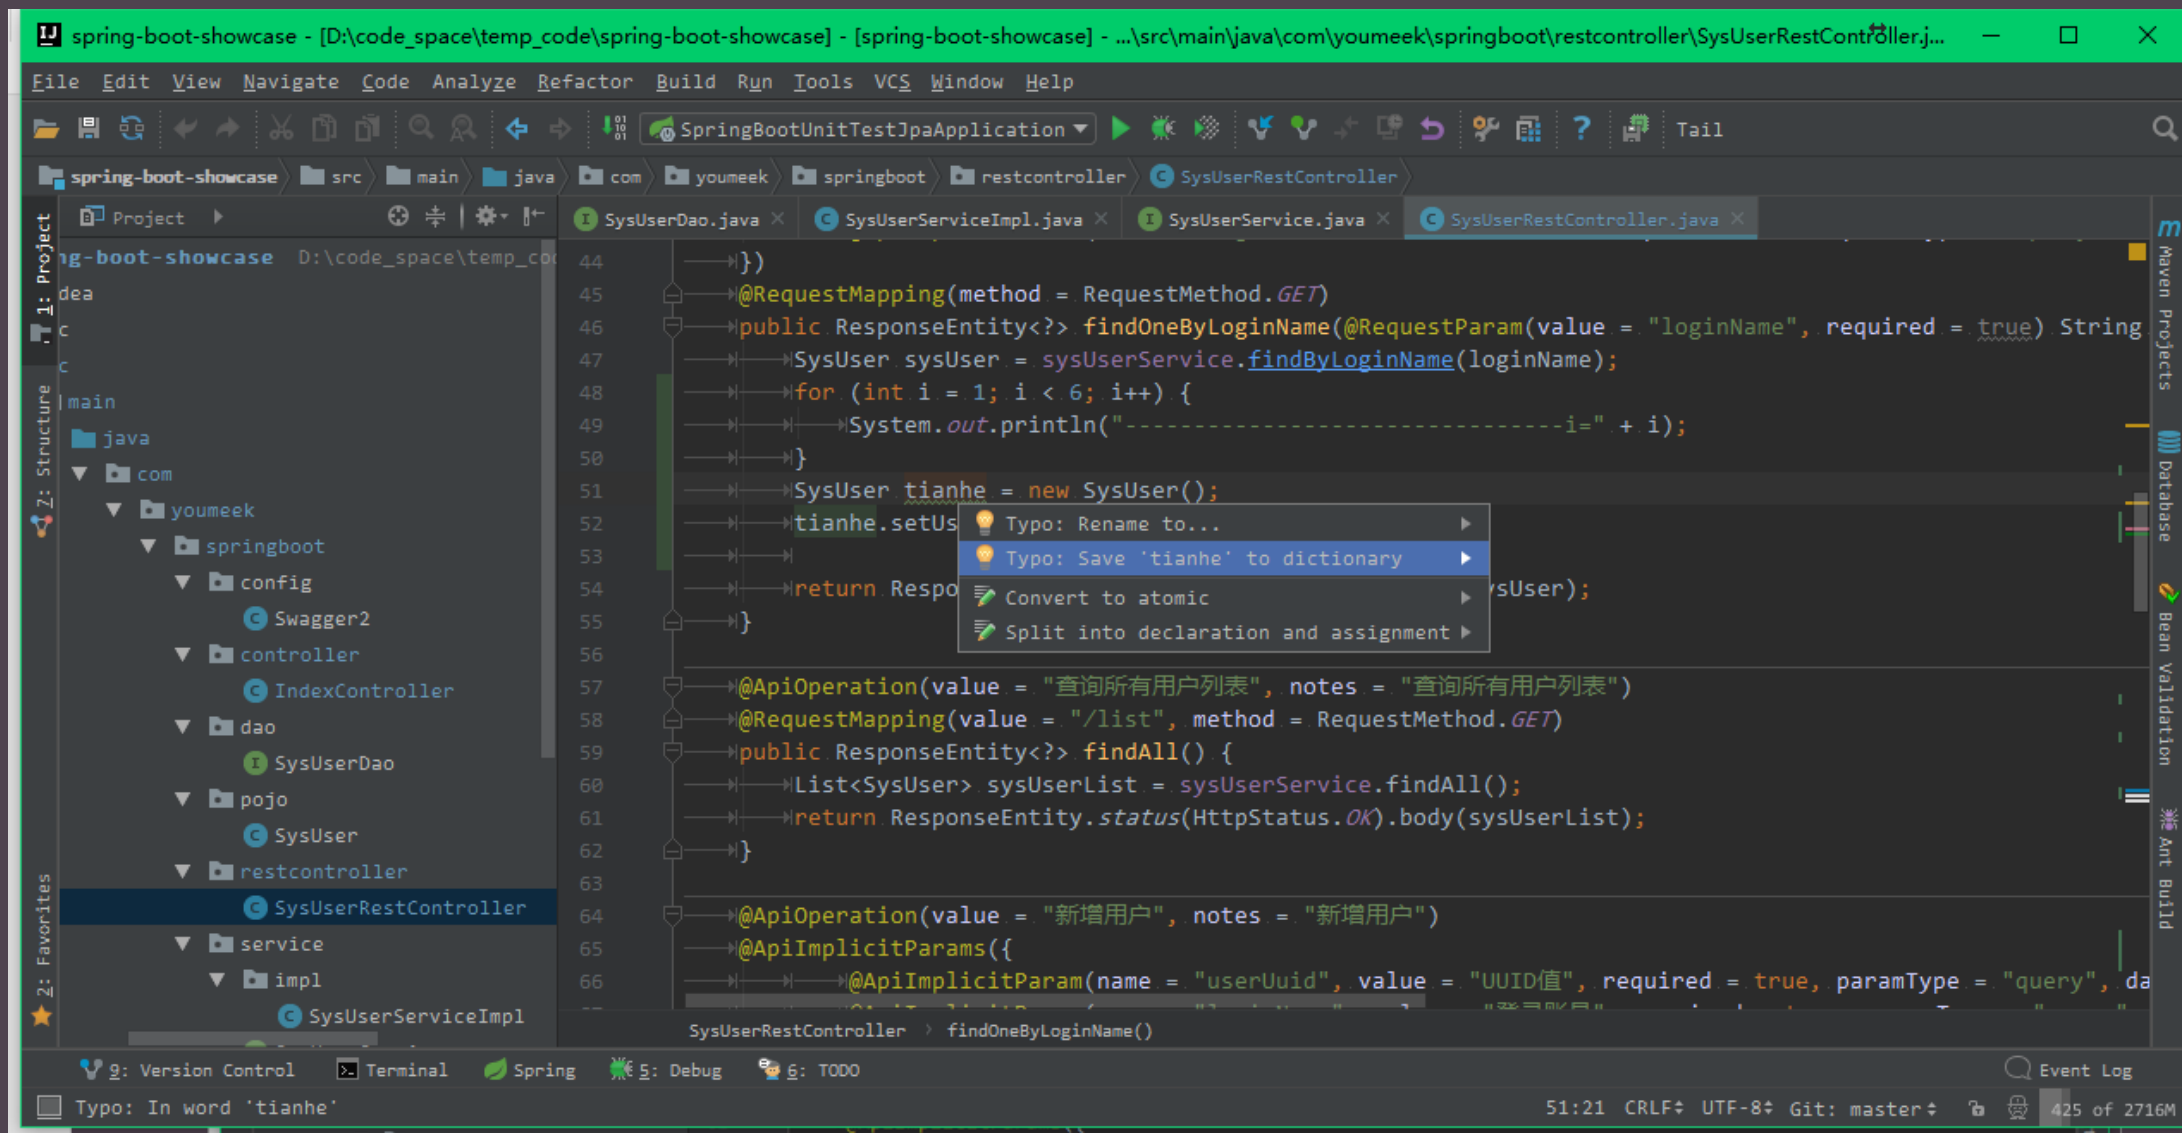 spring-boot-showcase - [D:\code_space\temp_code\spring-boot-showcase] - [spring-boot-showcase] - ...\src\main\java\com\youmeek\springboot\restcontroller\SysUserRestController.j...
File Edit View Navigate Code Analyze Refactor Build Run Tools VCS Window Help
SpringBootUnitTestJpaApplication Tail
spring-boot-showcase src main java com youmeek springboot restcontroller SysUserRestController
Project
SysUserDao.java SysUserServiceImpl.java SysUserService.java SysUserRestController.java
1: Project
7: Structure
2: Favorites
ng-boot-showcase D:\code_space\temp_co
dea
c
c
main
java
com
youmeek
springboot
config
Swagger2
controller
IndexController
dao
SysUserDao
pojo
SysUser
restcontroller
SysUserRestController
service
impl
SysUserServiceImpl
44 })
45 @RequestMapping(method = RequestMethod.GET)
46 public ResponseEntity<?> findOneByLoginName(@RequestParam(value = "loginName", required = true) String
47 SysUser sysUser = sysUserService.findByLoginName(loginName);
48 for (int i = 1; i < 6; i++) {
49 System.out.println("--------------------------------i=" + i);
50 }
51 SysUser tianhe = new SysUser();
52 tianhe.setUs
53
54 return Respo ysUser);
55 }
56
57 @ApiOperation(value = "查询所有用户列表", notes = "查询所有用户列表")
58 @RequestMapping(value = "/list", method = RequestMethod.GET)
59 public ResponseEntity<?> findAll() {
60 List<SysUser> sysUserList = sysUserService.findAll();
61 return ResponseEntity.status(HttpStatus.OK).body(sysUserList);
62 }
63
64 @ApiOperation(value = "新增用户", notes = "新增用户")
65 @ApiImplicitParams({
66 @ApiImplicitParam(name = "userUuid", value = "UUID值", required = true, paramType = "query", da
Typo: Rename to...
Typo: Save 'tianhe' to dictionary
Convert to atomic
Split into declaration and assignment
SysUserRestController › findOneByLoginName()
m Maven Projects
Database
Bean Validation
Ant Build
9: Version Control Terminal Spring 5: Debug 6: TODO Event Log
Typo: In word 'tianhe' 51:21 CRLF UTF-8 Git: master 425 of 2716M